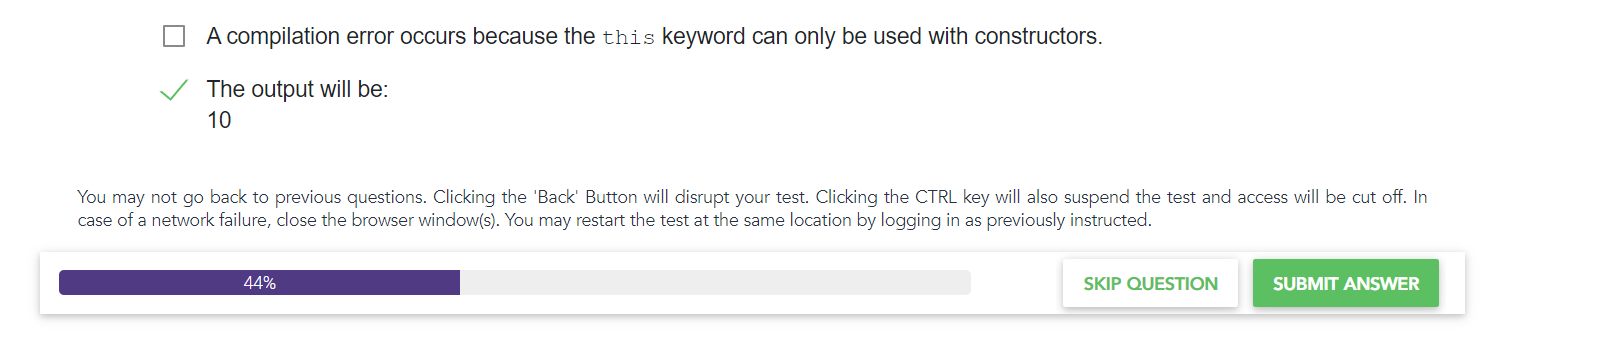 A compilation error occurs because the this keyword can only be used with constructors.
The output will be:
10
You may not go back to previous questions. Clicking the 'Back' Button will disrupt your test. Clicking the CTRL key will also suspend the test and access will be cut off. In
case of a network failure, close the browser window(s). You may restart the test at the same location by logging in as previously instructed.
44%
SKIP QUESTION
SUBMIT ANSWER